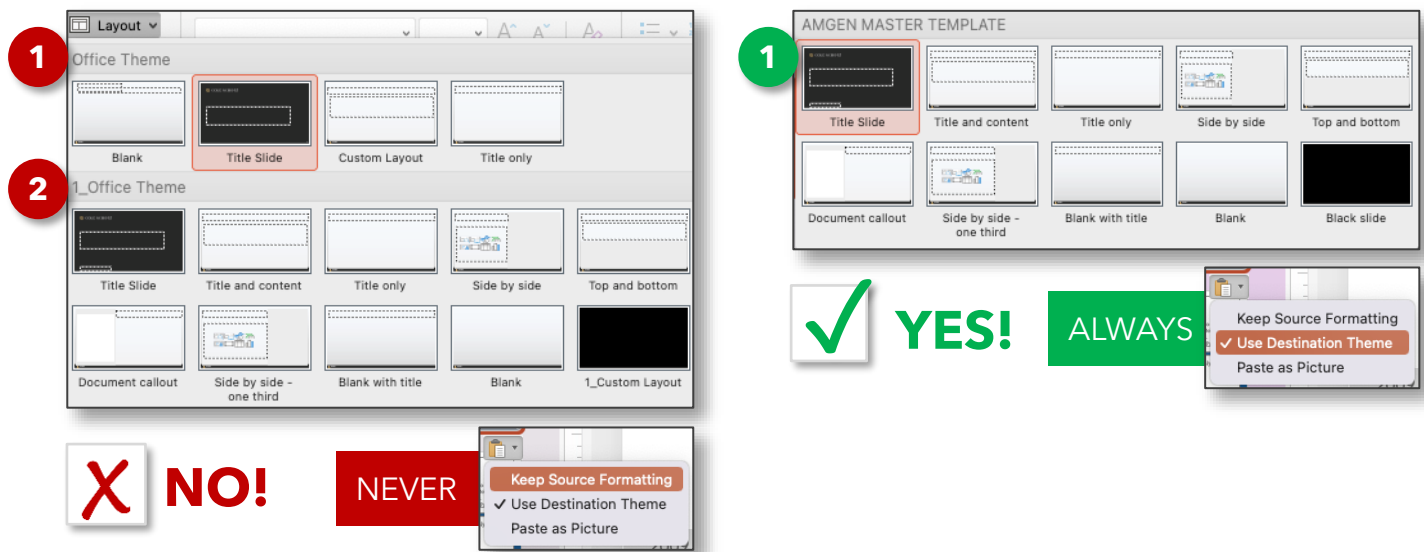 Layout
1
Office Theme
Blank
Title Slide
Custom Layout
Title only
2
1_Office Theme
Title Slide
Title and content
Title only
Side by side
Top and bottom
Document callout
Side by side -
one third
Blank with title
Blank
1_Custom Layout
X
NO!
NEVER
Keep Source Formatting
✓ Use Destination Theme
Paste as Picture
1
AMGEN MASTER TEMPLATE
Title Slide
Title and content
Title only
Side by side
Top and bottom
Document callout
Side by side -
one third
Blank with title
Blank
Black slide
✓
YES!
ALWAYS
Keep Source Formatting
✓ Use Destination Theme
Paste as Picture